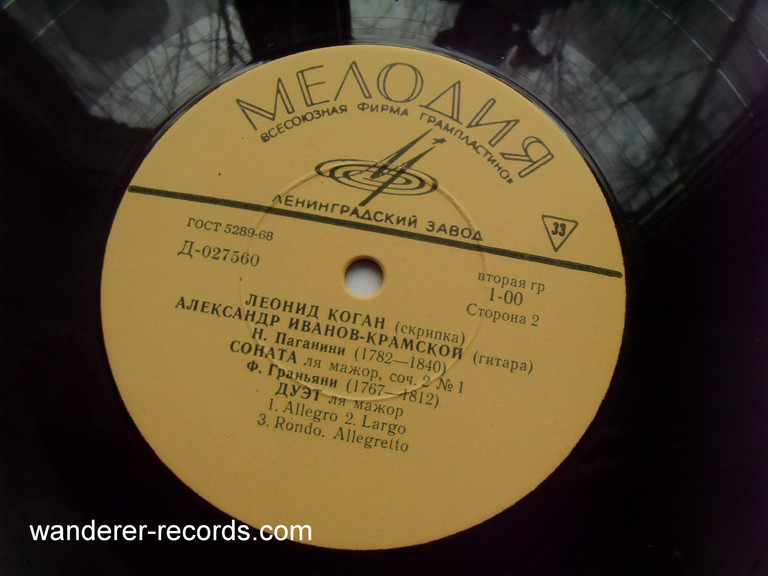 МЕЛОДИЯ
ВСЕСОЮЗНАЯ ФИРМА ГРАМПЛАСТИНОК
ЛЕНИНГРАДСКИЙ ЗАВОД
33
ГОСТ 5289-68
Д-027560
вторая гр
1-00
Сторона 2
ЛЕОНИД КОГАН (скрипка)
АЛЕКСАНДР ИВАНОВ-КРАМСКОЙ (гитара)
Н. Паганини (1782—1840)
СОНАТА ля мажор, соч. 2 № 1
Ф. Граньяни (1767—1812)
ДУЭТ ля мажор
1. Allegro 2. Largo
3. Rondo. Allegretto
wanderer-records.com